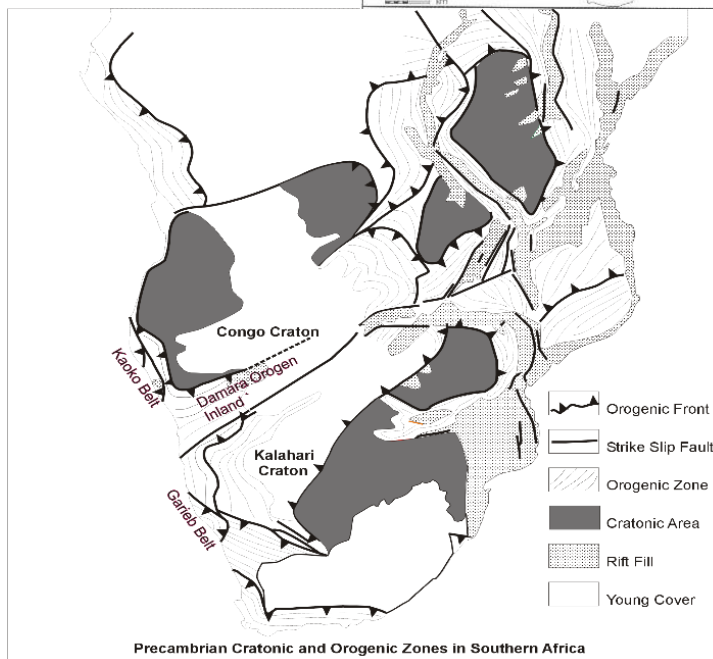 Congo Craton
Kaoko Belt
Damara Orogen
Inland
Kalahari
Craton
Garieb Belt
Orogenic Front
Strike Slip Fault
Orogenic Zone
Cratonic Area
Rift Fill
Young Cover
Precambrian Cratonic and Orogenic Zones in Southern Africa